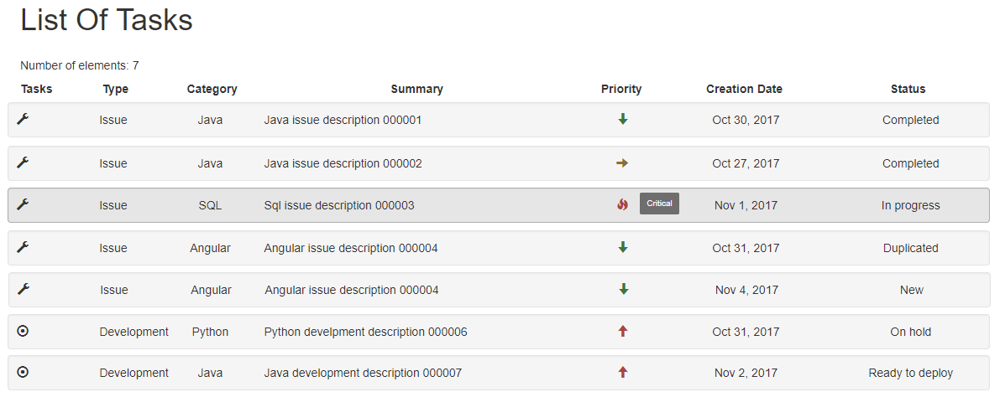 List Of Tasks
Number of elements: 7
Tasks Type Category Summary Priority Creation Date Status
Issue Java Java issue description 000001 Oct 30, 2017 Completed
Issue Java Java issue description 000002 Oct 27, 2017 Completed
Issue SQL Sql issue description 000003 Critical Nov 1, 2017 In progress
Issue Angular Angular issue description 000004 Oct 31, 2017 Duplicated
Issue Angular Angular issue description 000004 Nov 4, 2017 New
Development Python Python develpment description 000006 Oct 31, 2017 On hold
Development Java Java development description 000007 Nov 2, 2017 Ready to deploy